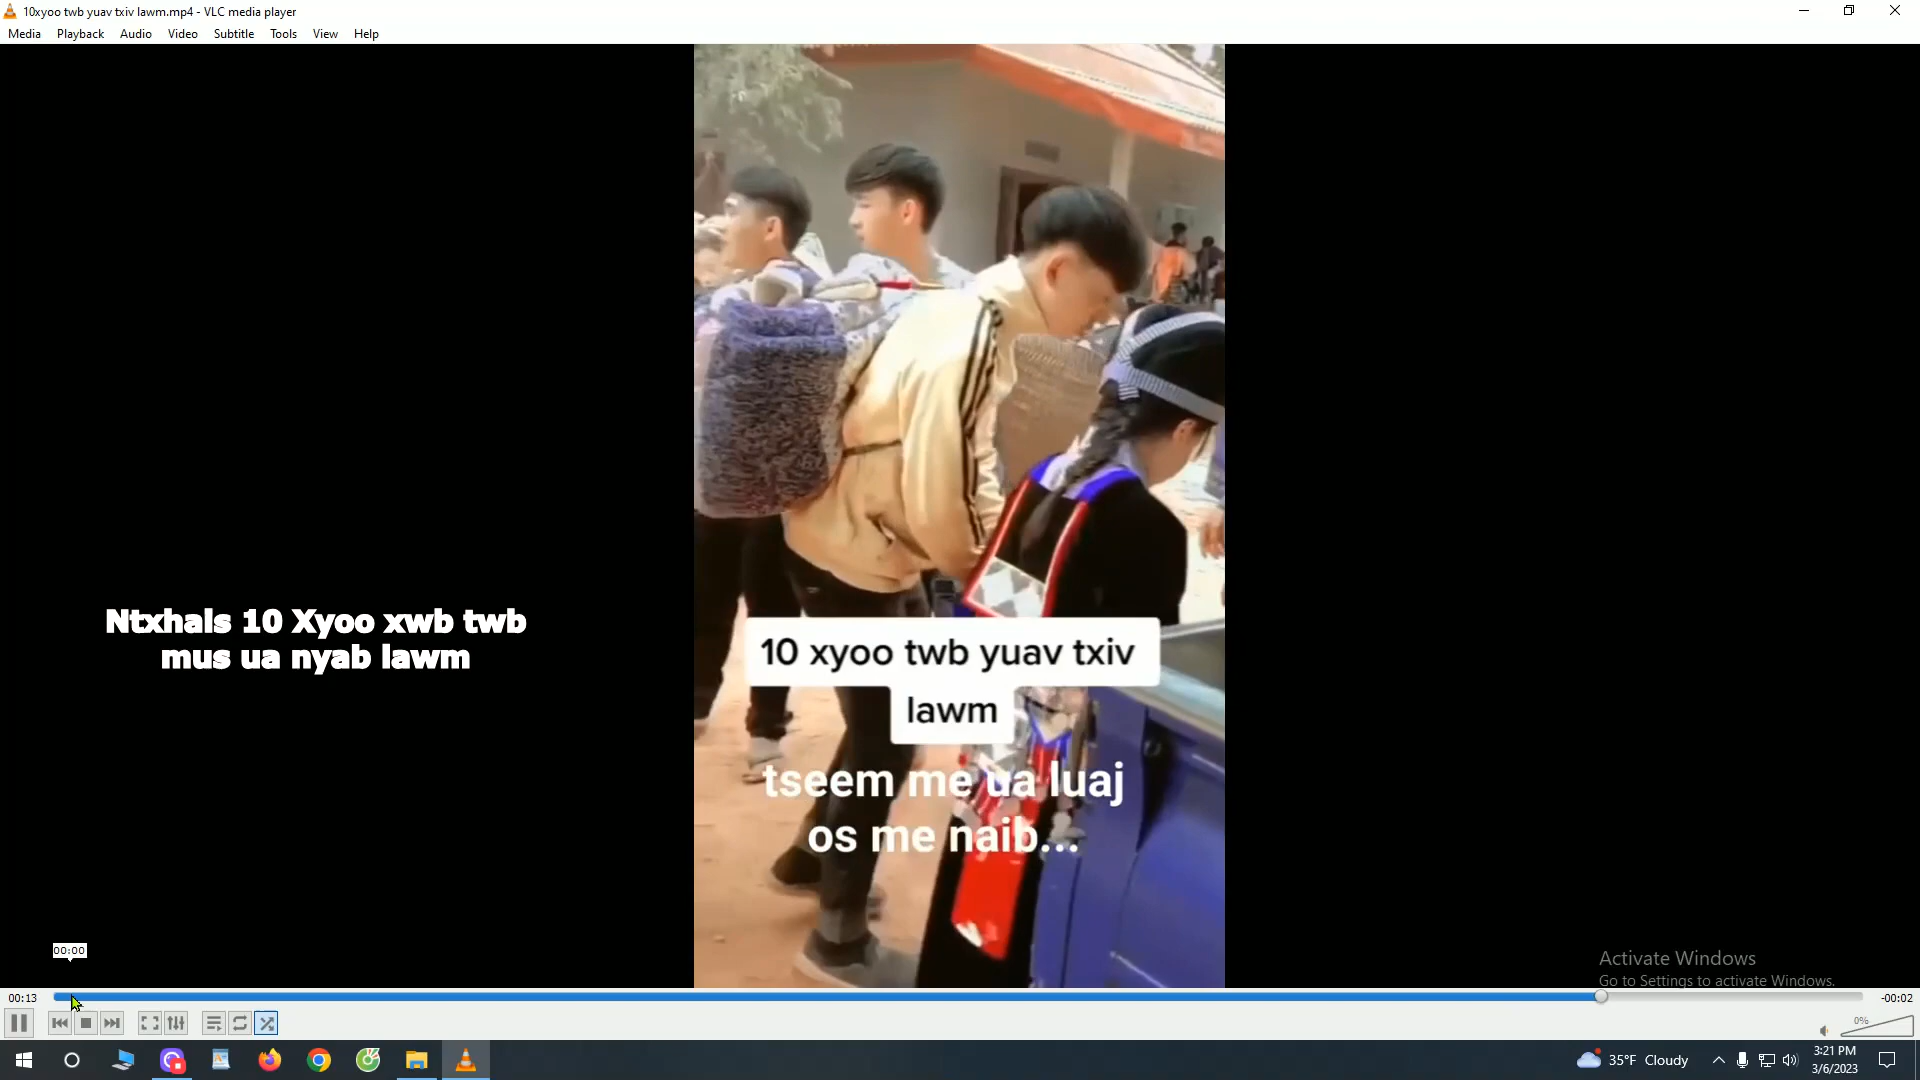 10xyoo twb yuav txiv lawm.mp4 - VLC media player
Media Playback Audio Video Subtitle Tools View Help
Ntxhais 10 Xyoo xwb twb
mus ua nyab lawm
10 xyoo twb yuav txiv
lawm
tseem me ua luaj
os me naib...
00:00
Activate Windows
Go to Settings to activate Windows.
00:13
-00:02
0%
35°F Cloudy
3:21 PM
3/6/2023